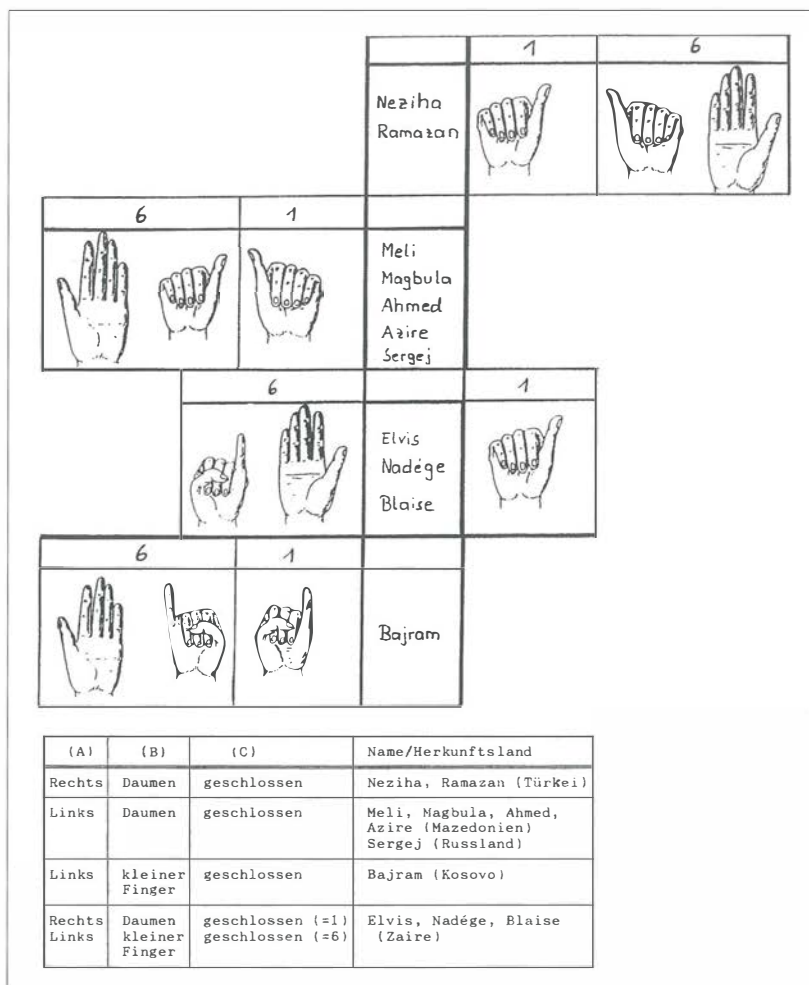 1 6
Neziha
Ramazan
6 1
Meli
Magbula
Ahmed
Azire
Sergej
6 1
Elvis
Nadége
Blaise
6 1
Bajram
(A) (B) (C) Name/Herkunftsland
Rechts Daumen geschlossen Neziha, Ramazan (Türkei)
Links Daumen geschlossen Meli, Magbula, Ahmed,
Azire (Mazedonien)
Sergej (Russland)
Links kleiner geschlossen Bajram (Kosovo)
Finger
Rechts Daumen geschlossen (=1) Elvis, Nadége, Blaise
Links kleiner geschlossen (=6) (Zaire)
Finger